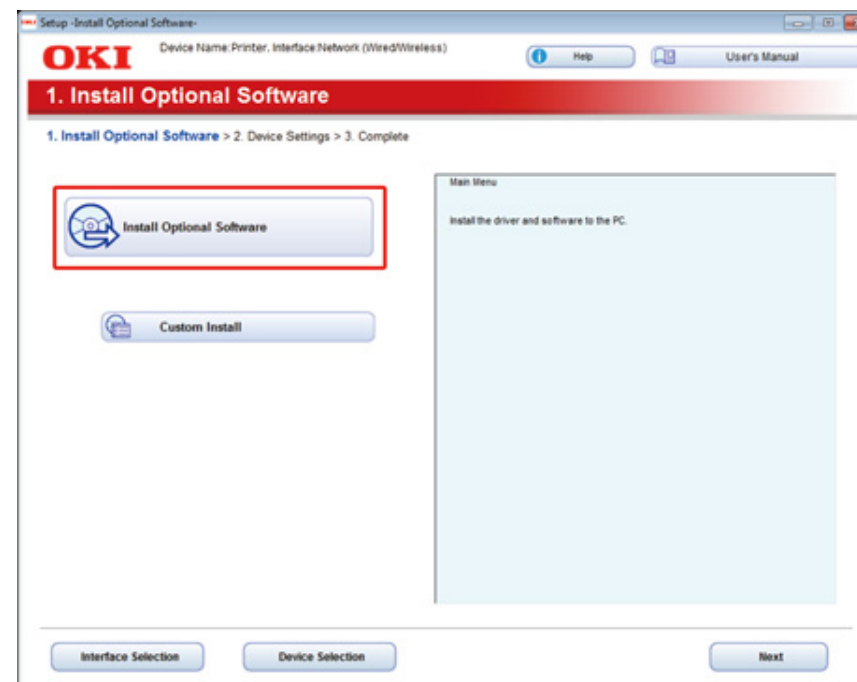 Setup -Install Optional Software-
OKI
Device Name:Printer, Interface:Network (Wired/Wireless)
Help
User's Manual
1. Install Optional Software
1. Install Optional Software > 2. Device Settings > 3. Complete
Install Optional Software
Custom Install
Main Menu
Install the driver and software to the PC.
Interface Selection
Device Selection
Next